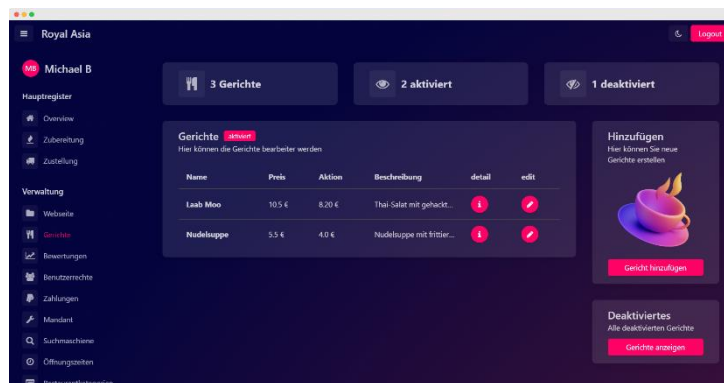 Royal Asia
Logout
MB
Michael B
Hauptregister
Overview
Zubereitung
Zustellung
Verwaltung
Webseite
Gerichte
Bewertungen
Benutzerrechte
Zahlungen
Mandant
Suchmaschiene
Öffnungszeiten
3 Gerichte
2 aktiviert
1 deaktiviert
Gerichte aktiviert
Hier können die Gerichte bearbeiter werden
Name Preis Aktion Beschreibung detail edit
Laab Moo 10.5 € 8.20 € Thai-Salat mit gehackt...
Nudelsuppe 5.5 € 4.0 € Nudelsuppe mit frittier...
Hinzufügen
Hier können Sie neue
Gerichte erstellen
Gericht hinzufügen
Deaktiviertes
Alle deaktivierten Gerichte
Gerichte anzeigen